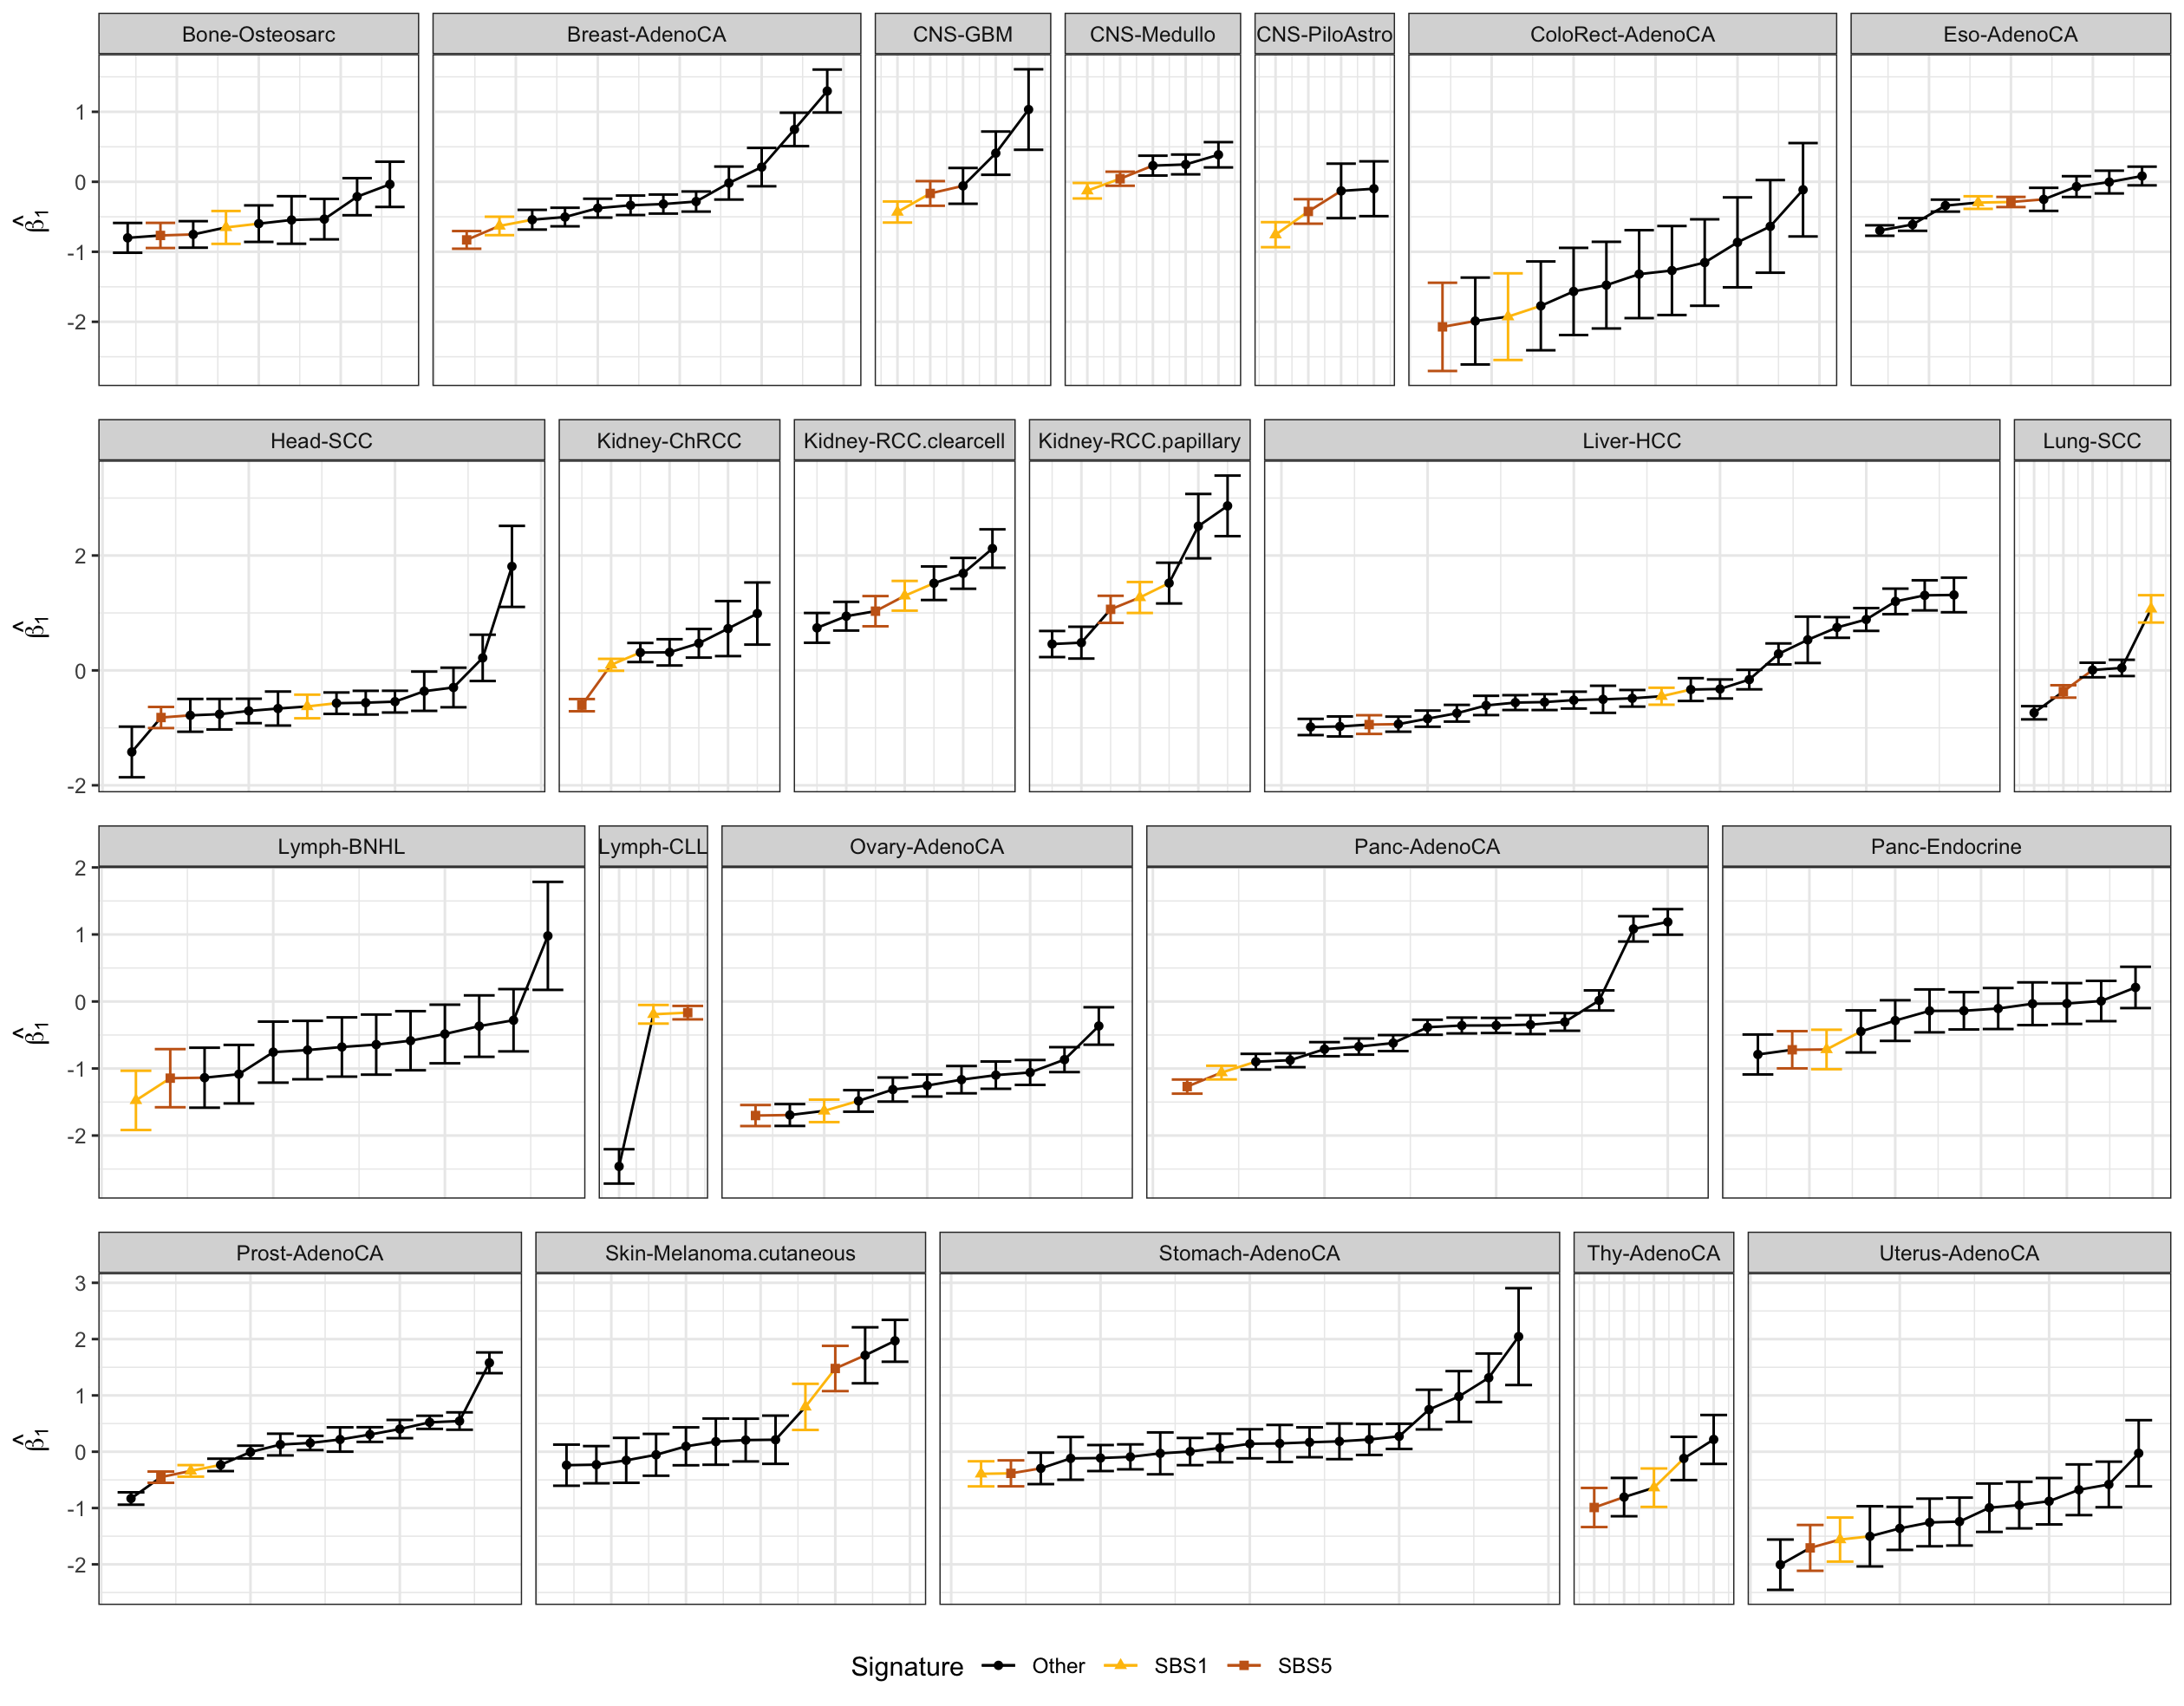 Bone-Osteosarc Breast-AdenoCA CNS-GBM CNS-Medullo CNS-PiloAstro ColoRect-AdenoCA Eso-AdenoCA
1
0
-1
-2
β̂1
Head-SCC Kidney-ChRCC Kidney-RCC.clearcell Kidney-RCC.papillary Liver-HCC Lung-SCC
2
0
-2
β̂1
Lymph-BNHL Lymph-CLL Ovary-AdenoCA Panc-AdenoCA Panc-Endocrine
2
1
0
-1
-2
β̂1
Prost-AdenoCA Skin-Melanoma.cutaneous Stomach-AdenoCA Thy-AdenoCA Uterus-AdenoCA
3
2
1
0
-1
-2
β̂1
Signature Other SBS1 SBS5